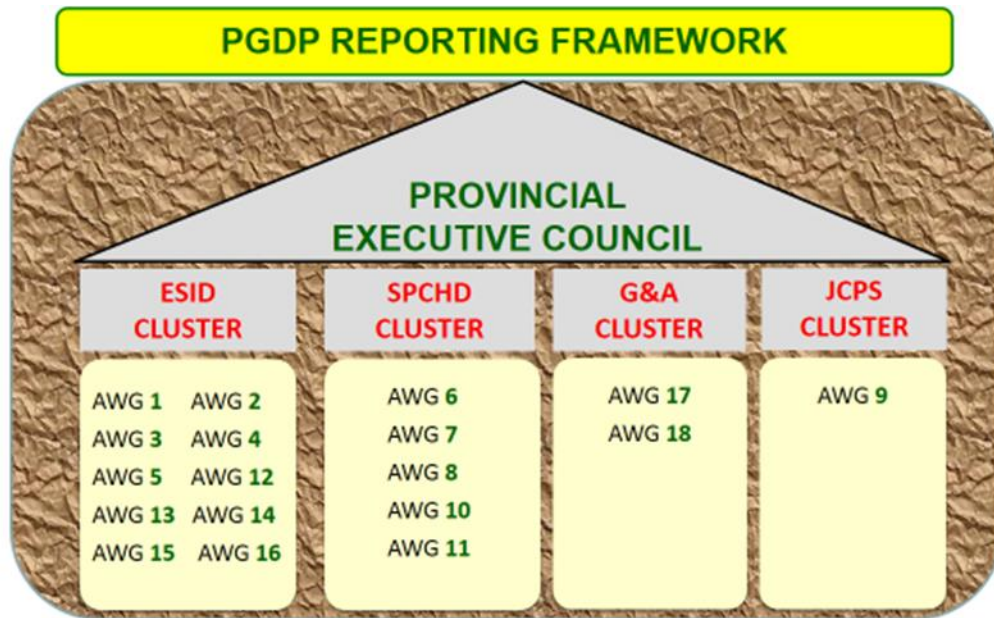 PGDP REPORTING FRAMEWORK
PROVINCIAL
EXECUTIVE COUNCIL
ESID
CLUSTER
AWG 1 AWG 2
AWG 3 AWG 4
AWG 5 AWG 12
AWG 13 AWG 14
AWG 15 AWG 16
SPCHD
CLUSTER
AWG 6
AWG 7
AWG 8
AWG 10
AWG 11
G&A
CLUSTER
AWG 17
AWG 18
JCPS
CLUSTER
AWG 9